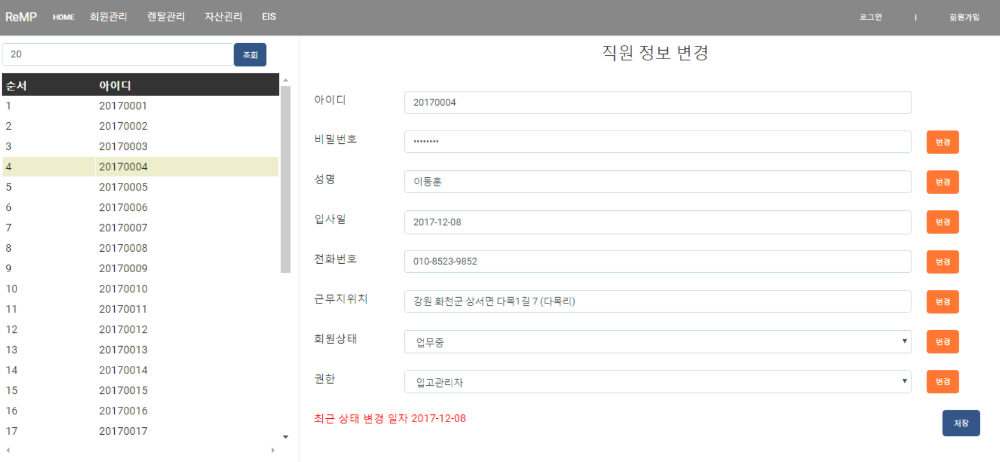 ReMP HOME 회원관리 렌탈관리 자산괸리 EIS 로그인 | 회원가입
20 조회
순서 아이디
1 20170001
2 20170002
3 20170003
4 20170004
5 20170005
6 20170006
7 20170007
8 20170008
9 20170009
10 20170010
11 20170011
12 20170012
13 20170013
14 20170014
15 20170015
16 20170016
17 20170017
직원 정보 변경
아이디 20170004
비밀번호 •••••••• 변경
성명 이동훈 변경
입사일 2017-12-08 변경
전화번호 010-8523-9852 변경
근무지위치 강원 화천군 상서면 다목1길 7 (다목리) 변경
회원상태 업무중 변경
권한 입고관리자 변경
최근 상태 변경 일자 2017-12-08
저장